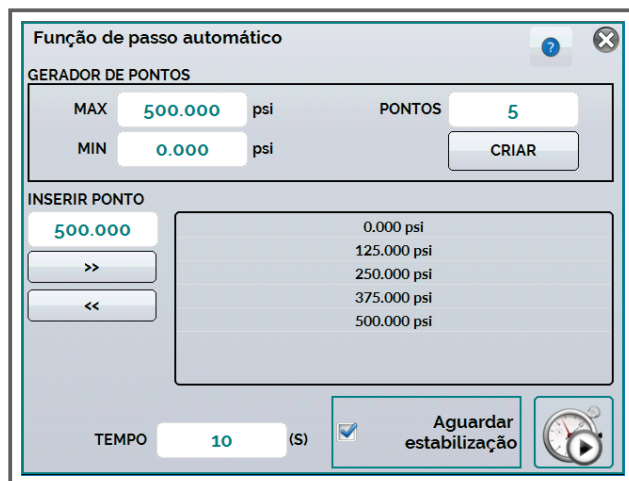 Função de passo automático
?
GERADOR DE PONTOS
MAX 500.000 psi PONTOS 5
MIN 0.000 psi CRIAR
INSERIR PONTO
500.000
>>
<<
0.000 psi
125.000 psi
250.000 psi
375.000 psi
500.000 psi
TEMPO 10 (S)
Aguardar
estabilização